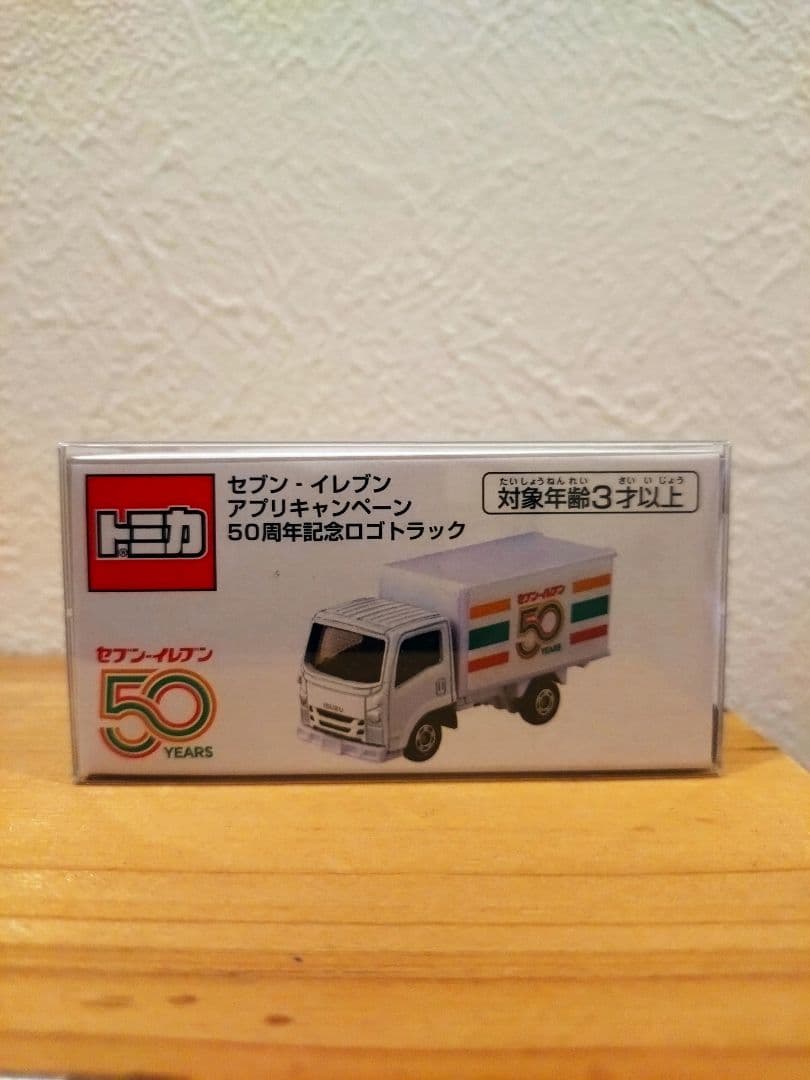 トミカ®
セブン‐イレブン
アプリキャンペーン
50周年記念ロゴトラック
たいしょうねんれい さいいじょう
対象年齢3才以上
セブン-イレブン
50
YEARS
セブン-イレブン
50
YEARS
ISUZU